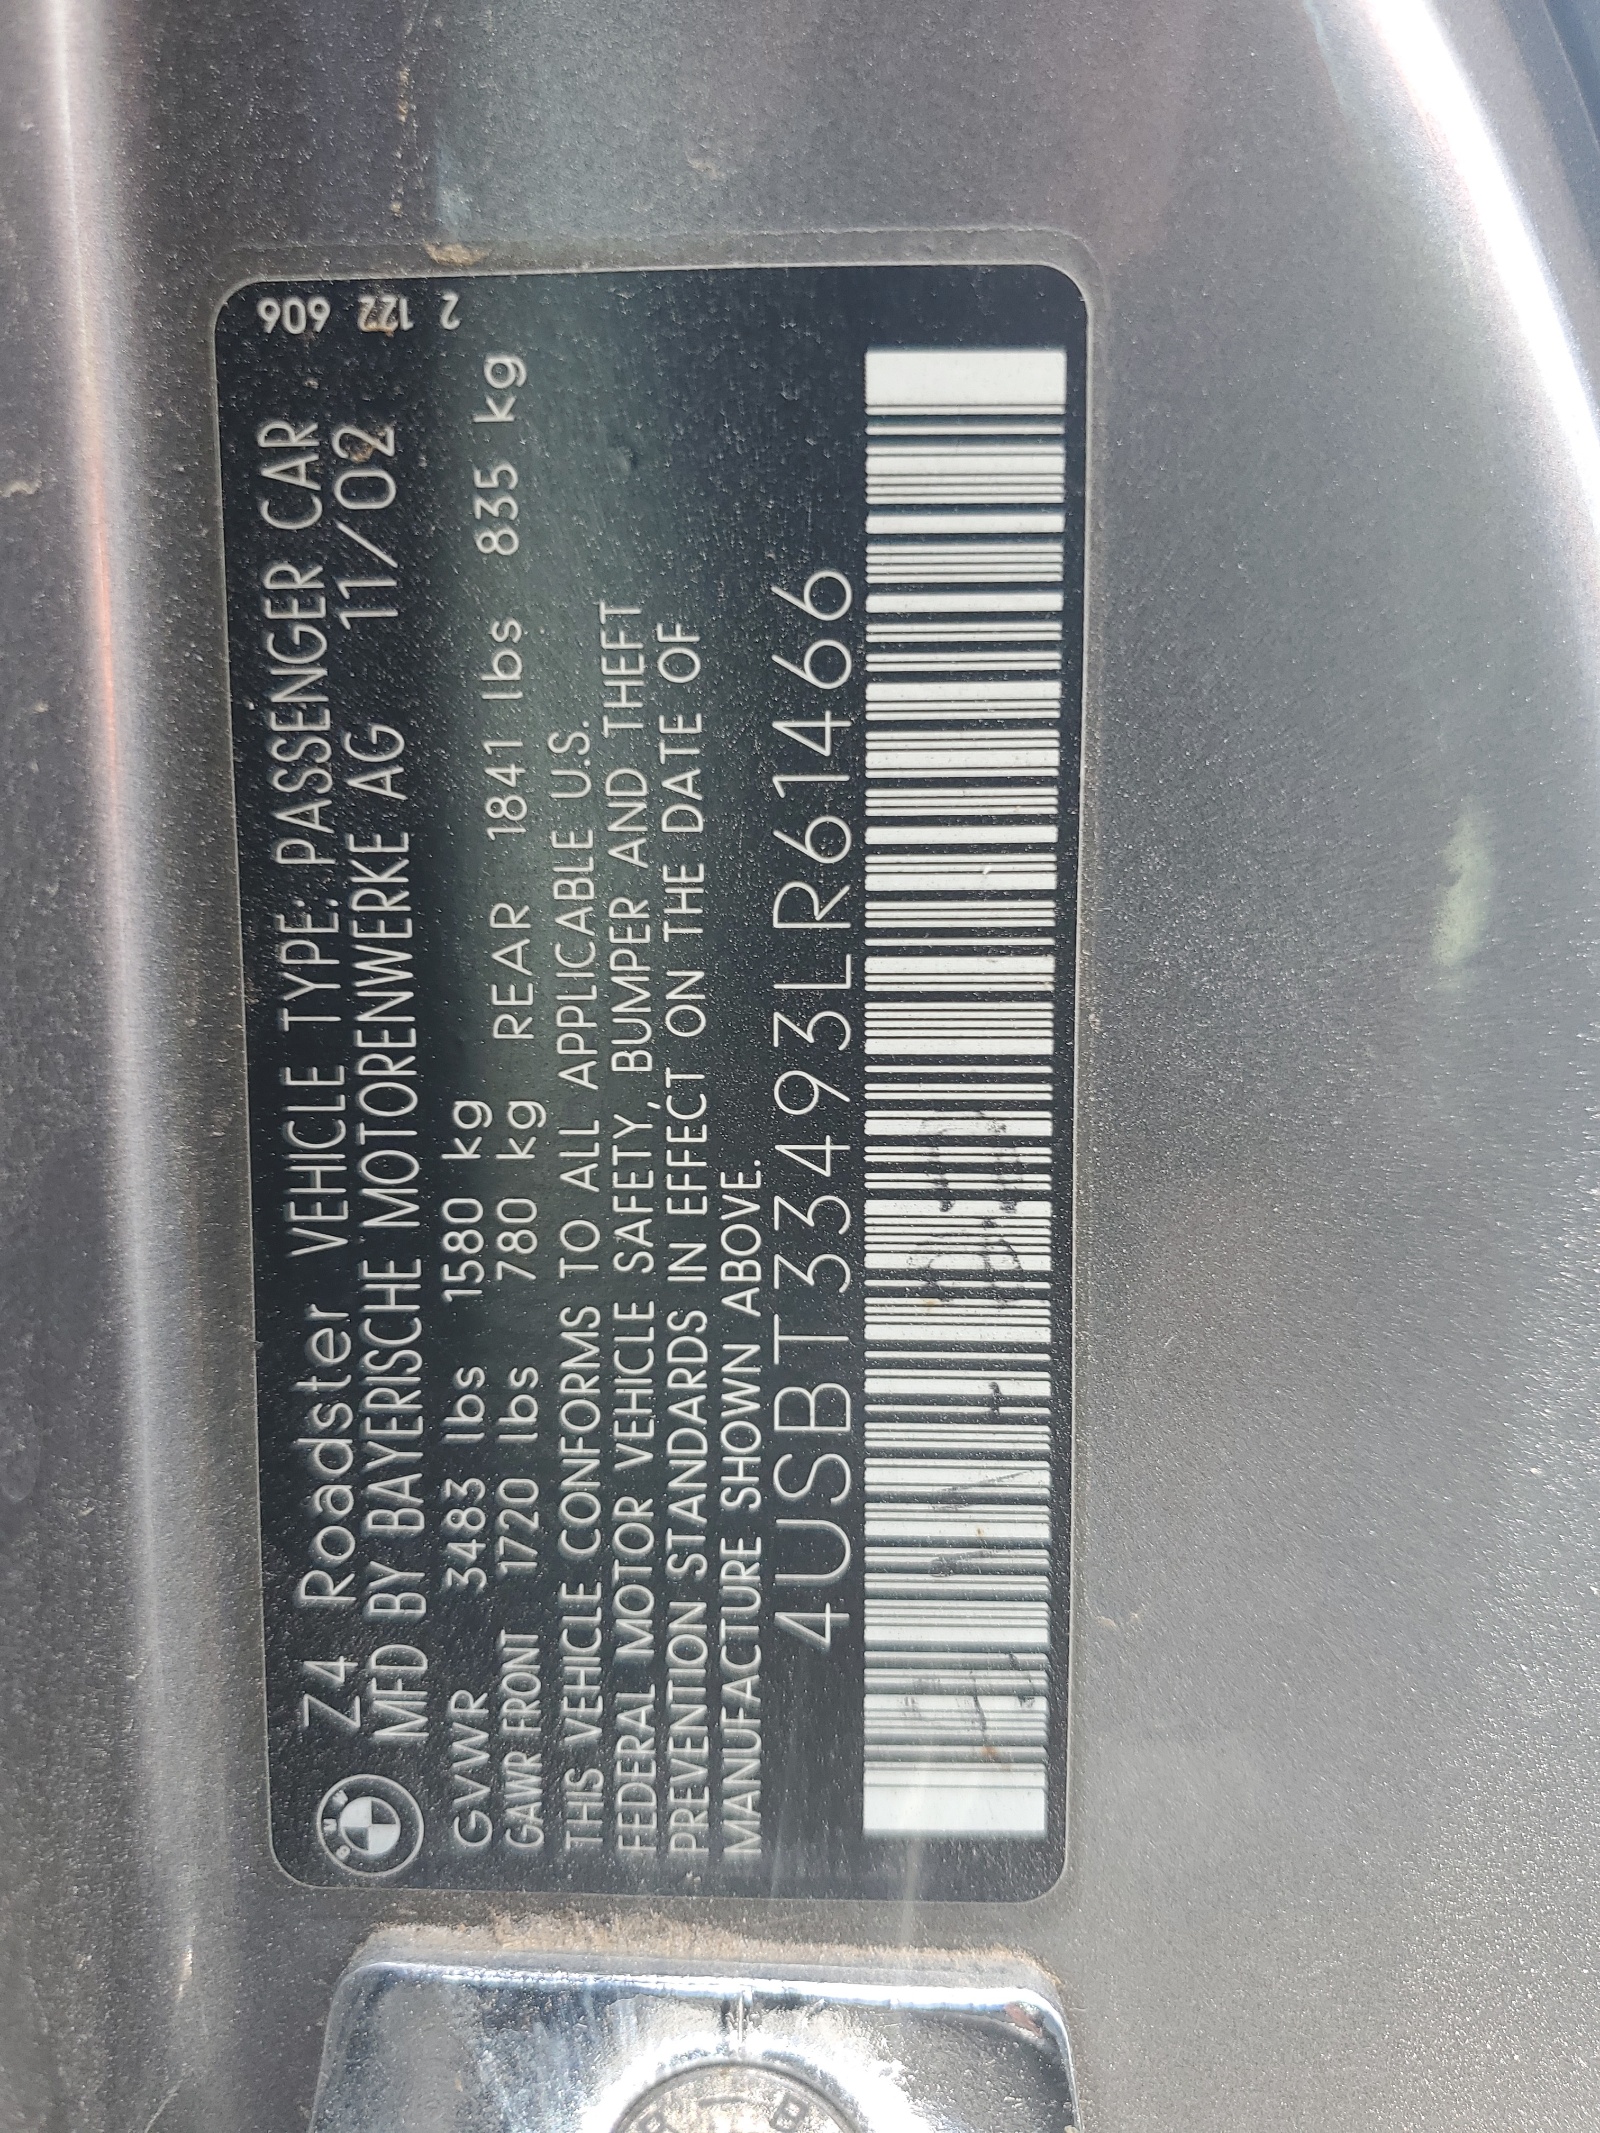 Z4 Roadster VEHICLE TYPE: PASSENGER CAR
MFD BY BAYERISCHE MOTORENWERKE AG 11/02
GVWR 3483 lbs 1580 kg
GAWR FRONT 1720 lbs 780 kg REAR 1841 lbs 835 kg
THIS VEHICLE CONFORMS TO ALL APPLICABLE U.S.
FEDERAL MOTOR VEHICLE SAFETY, BUMPER AND THEFT
PREVENTION STANDARDS IN EFFECT ON THE DATE OF
MANUFACTURE SHOWN ABOVE.
4USBT33493LR61466
2 122 606